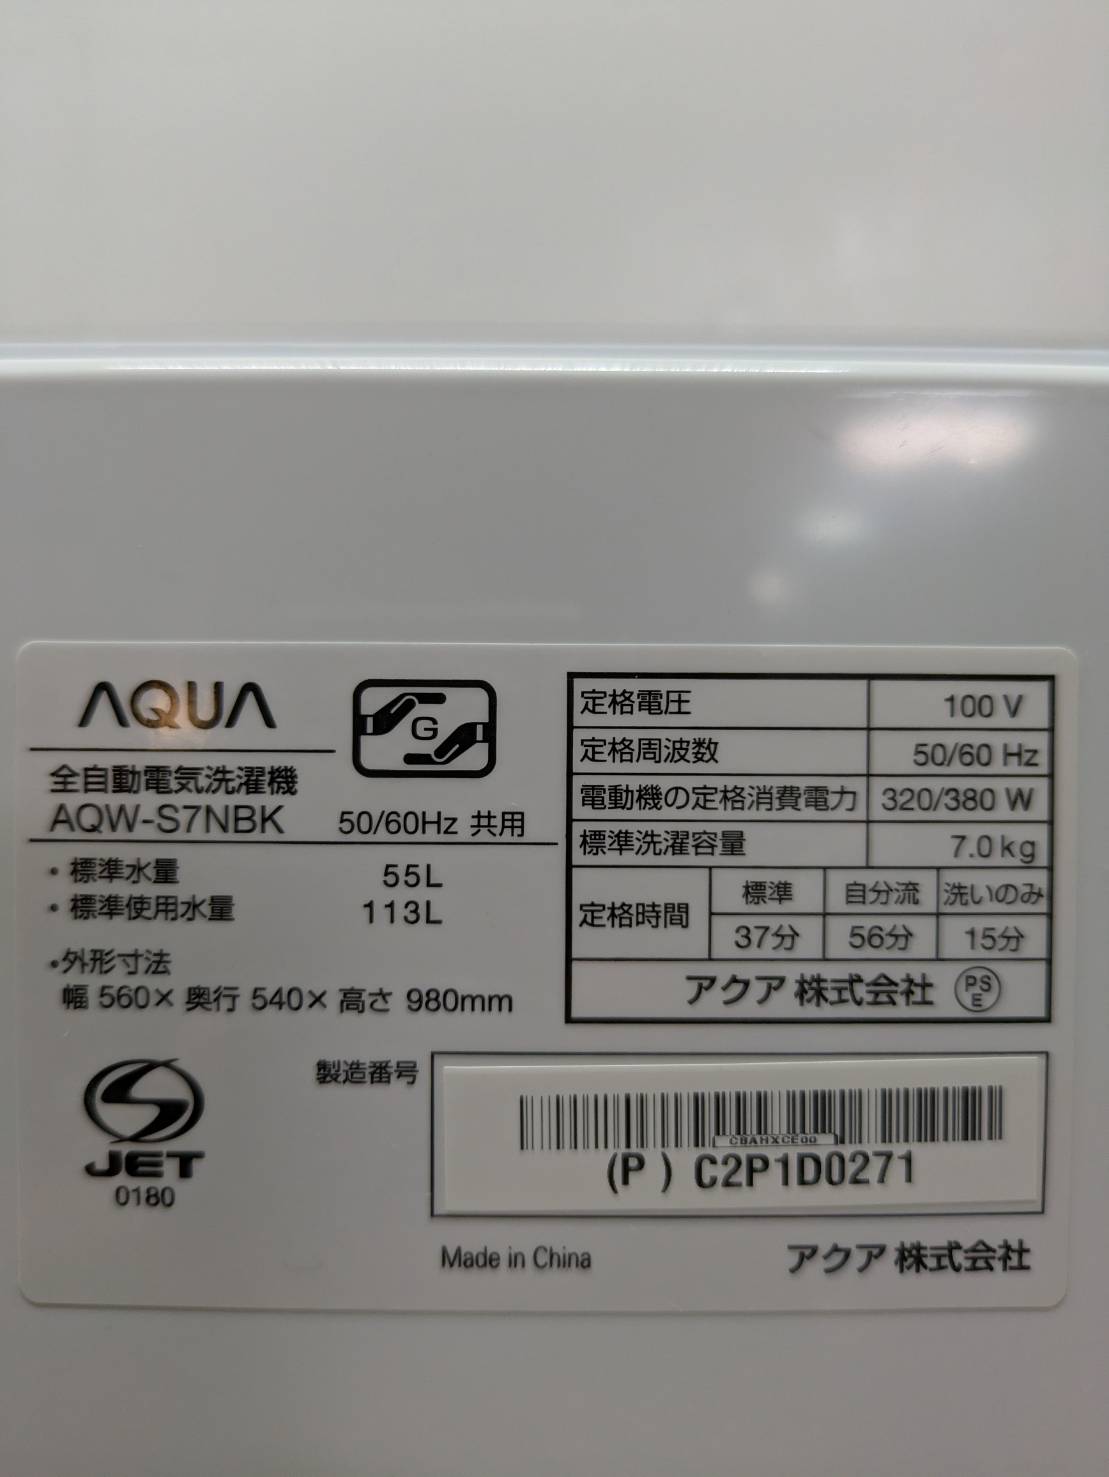 AQUA
G
全自動電気洗濯機
AQW-S7NBK 50/60Hz 共用
・標準水量 55L
・標準使用水量 113L
・外形寸法
幅 560× 奥行 540× 高さ 980mm
定格電圧 100 V
定格周波数 50/60 Hz
電動機の定格消費電力 320/380 W
標準洗濯容量 7.0kg
定格時間 標準 自分流 洗いのみ
37分 56分 15分
アクア 株式会社 PSE
JET
0180
製造番号
CBAHXCE00
(P) C2P1D0271
Made in China
アクア 株式会社